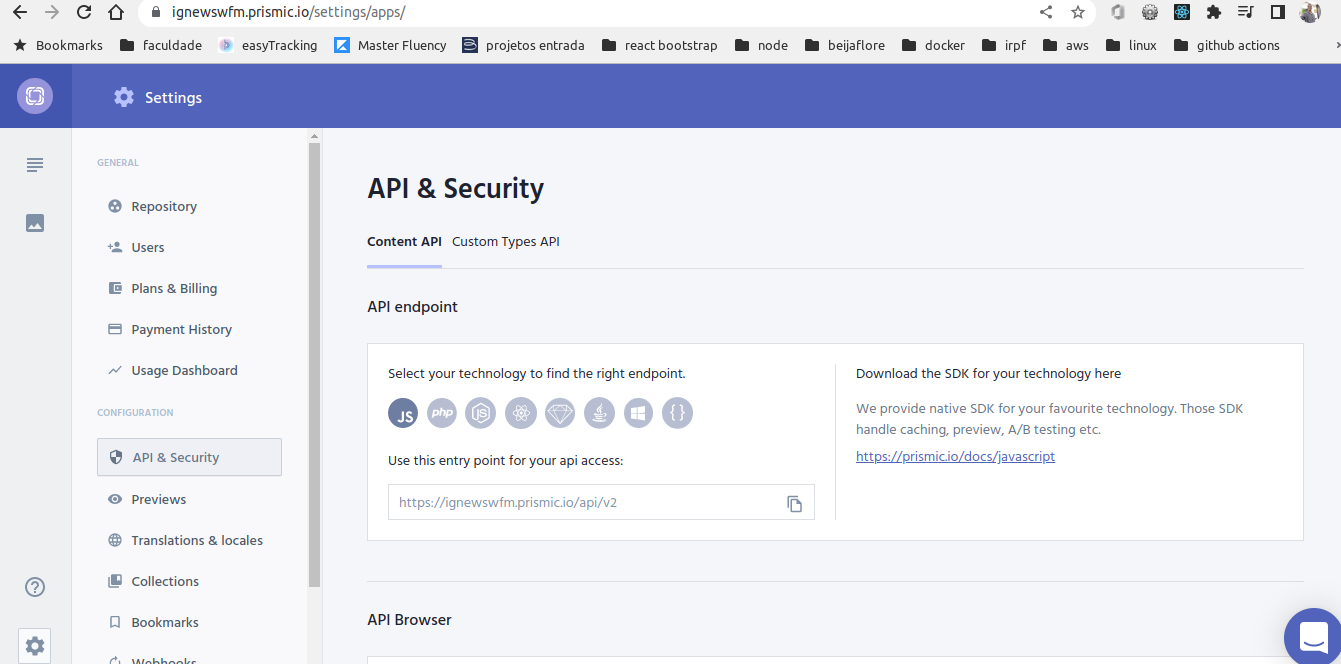 ignewswfm.prismic.io/settings/apps/
Bookmarks faculdade easyTracking Master Fluency projetos entrada react bootstrap node beijaflore docker irpf aws linux github actions
Settings
GENERAL
Repository
Users
Plans & Billing
Payment History
Usage Dashboard
CONFIGURATION
API & Security
Previews
Translations & locales
Collections
Bookmarks
Webhooks
API & Security
Content API Custom Types API
API endpoint
Select your technology to find the right endpoint.
JS php JS { }
Use this entry point for your api access:
https://ignewswfm.prismic.io/api/v2
Download the SDK for your technology here
We provide native SDK for your favourite technology. Those SDK
handle caching, preview, A/B testing etc.
https://prismic.io/docs/javascript
API Browser